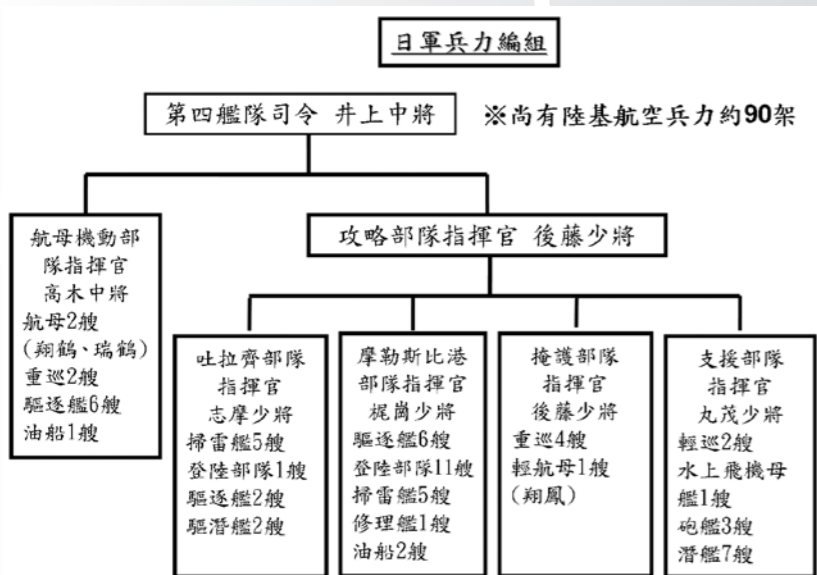 日軍兵力編組
第四艦隊司令 井上中將
※尚有陸基航空兵力約90架
航母機動部
隊指揮官
高木中將
航母2艘
(翔鶴、瑞鶴)
重巡2艘
驅逐艦6艘
油船1艘
攻略部隊指揮官 後藤少將
吐拉齊部隊
指揮官
志摩少將
掃雷艦5艘
登陸部隊1艘
驅逐艦2艘
驅潛艦2艘
摩勒斯比港
部隊指揮官
梶崗少將
驅逐艦6艘
登陸部隊11艘
掃雷艦5艘
修理艦1艘
油船2艘
掩護部隊
指揮官
後藤少將
重巡4艘
輕航母1艘
(翔鳳)
支援部隊
指揮官
丸茂少將
輕巡2艘
水上飛機母
艦1艘
砲艦3艘
潛艦7艘